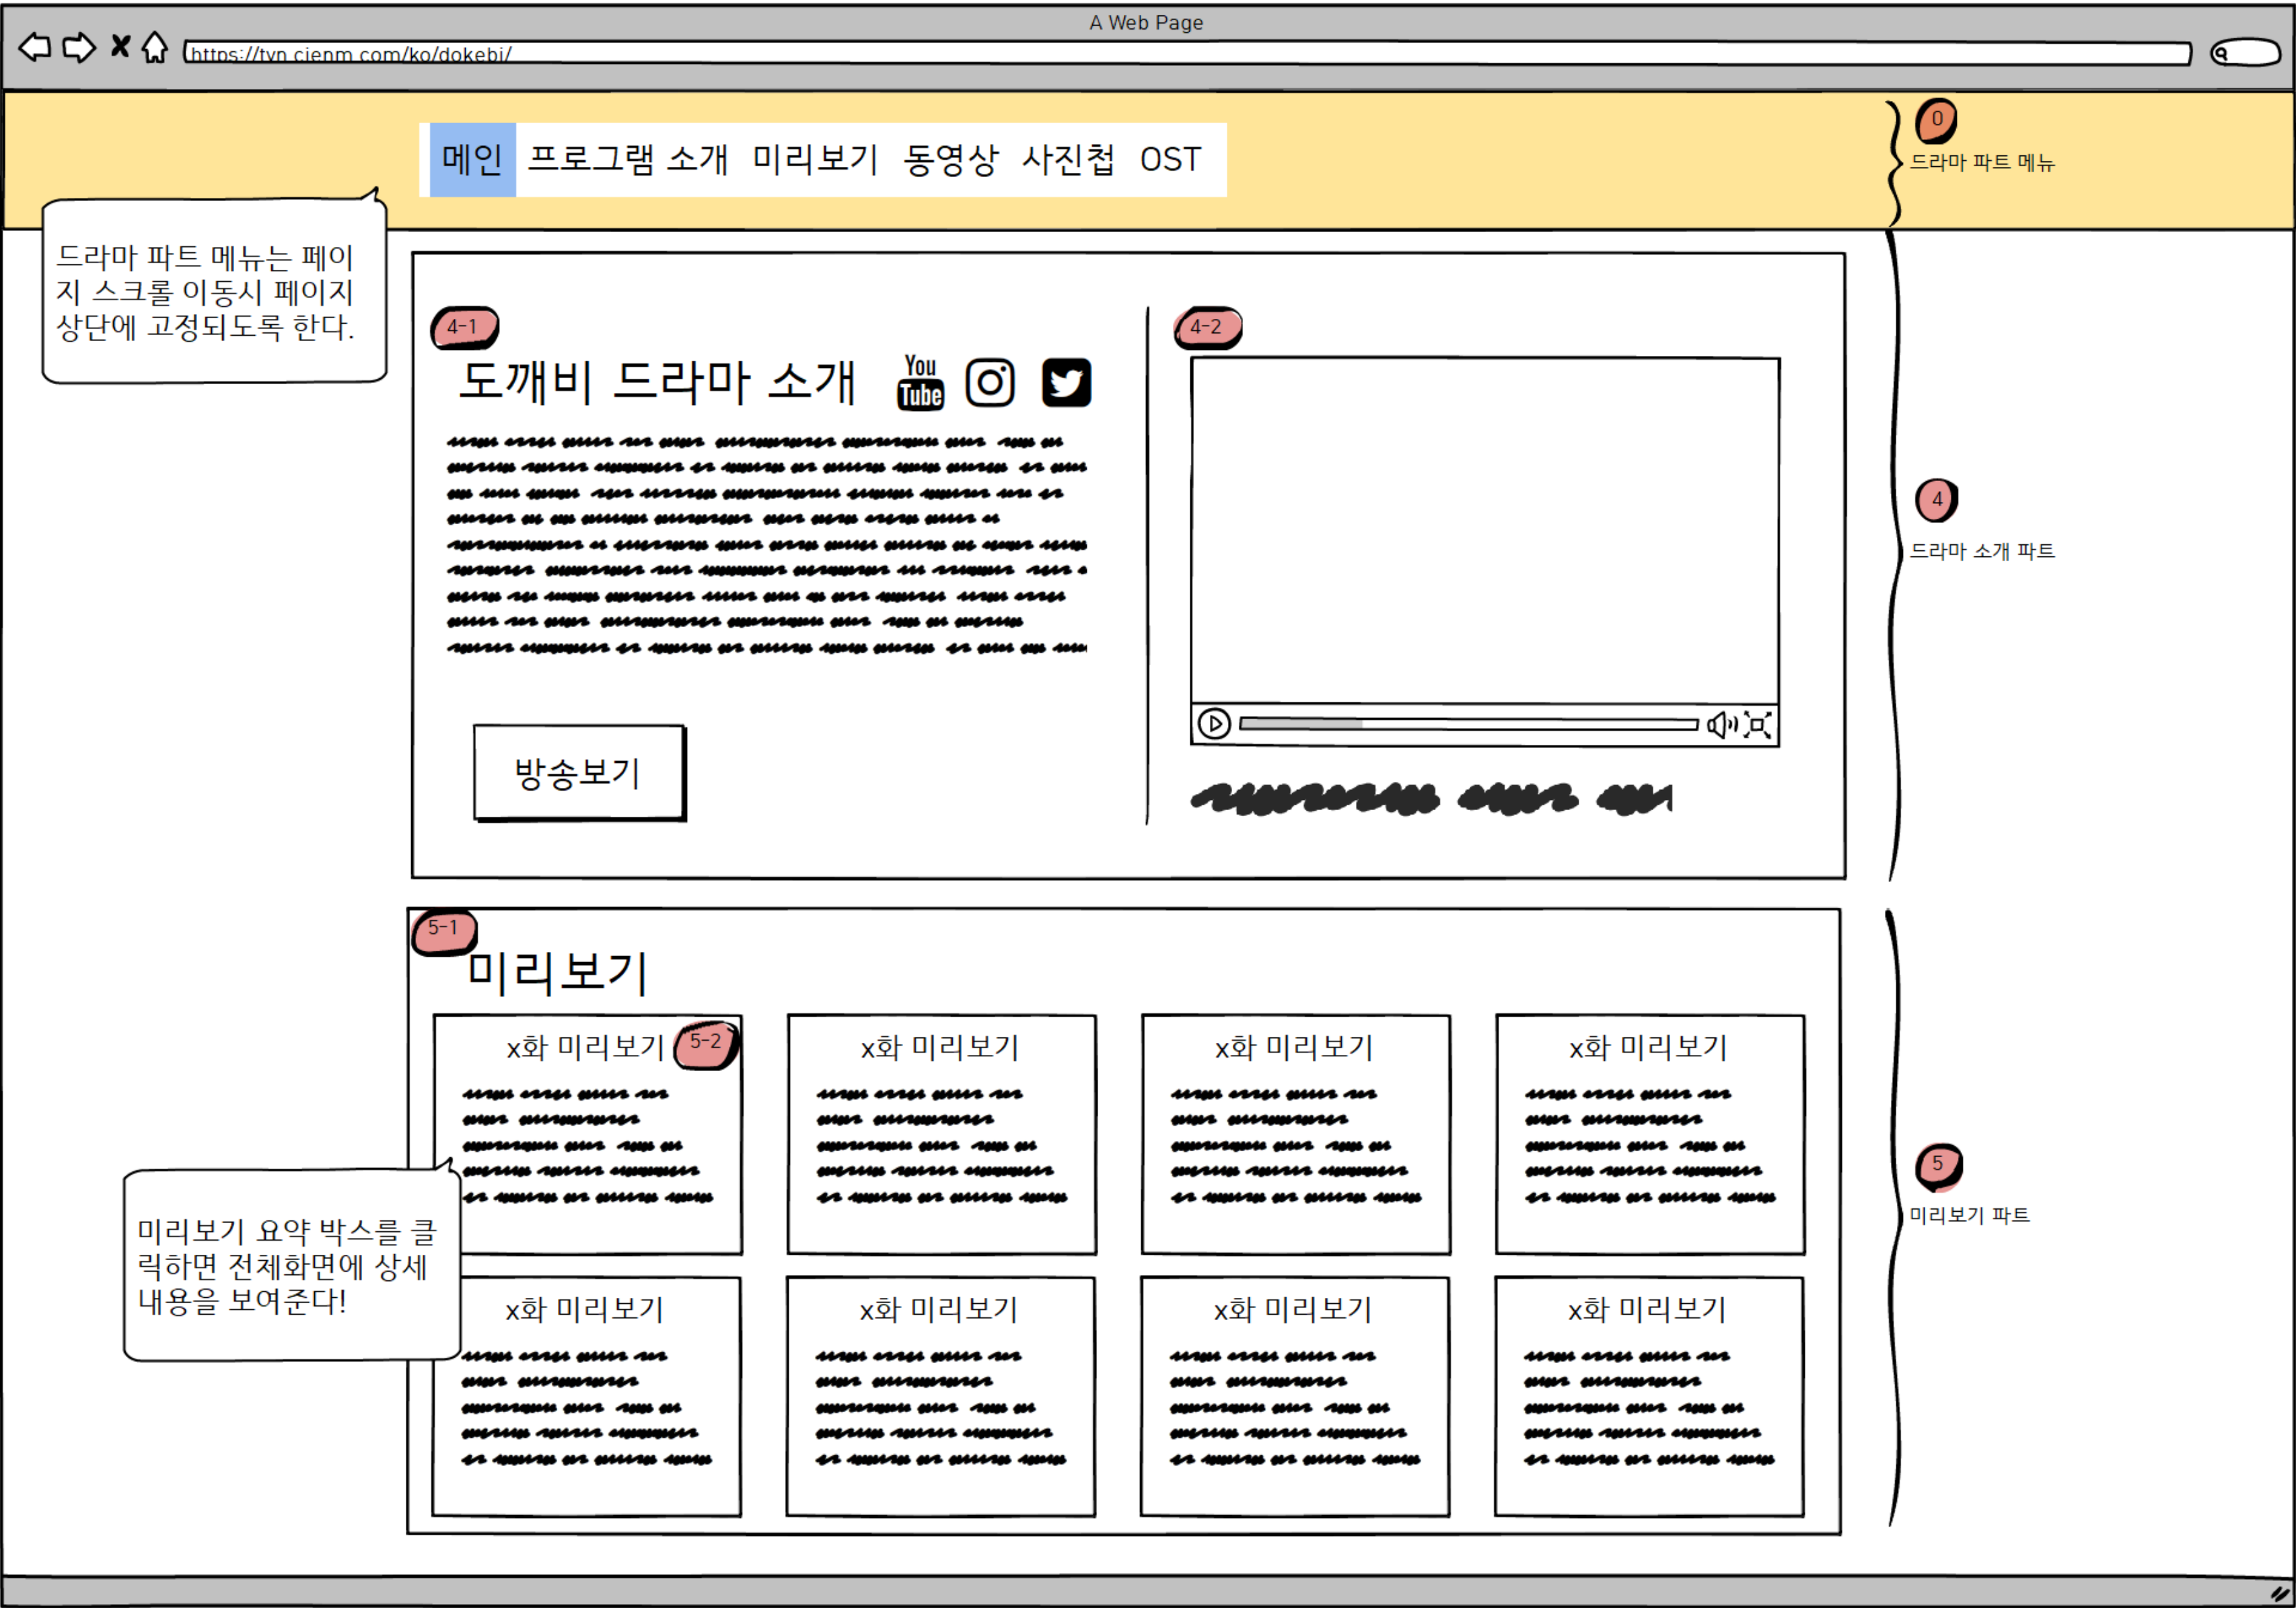 A Web Page
https://tvn.cjenm.com/ko/dokebi/
메인 프로그램 소개 미리보기 동영상 사진첩 OST
0
드라마 파트 메뉴
드라마 파트 메뉴는 페이
지 스크롤 이동시 페이지
상단에 고정되도록 한다.
4-1
도깨비 드라마 소개
You
Tube
방송보기
4-2
4
드라마 소개 파트
5-1
미리보기
x화 미리보기
5-2
x화 미리보기
x화 미리보기
x화 미리보기
미리보기 요약 박스를 클
릭하면 전체화면에 상세
내용을 보여준다!
x화 미리보기
x화 미리보기
x화 미리보기
x화 미리보기
5
미리보기 파트